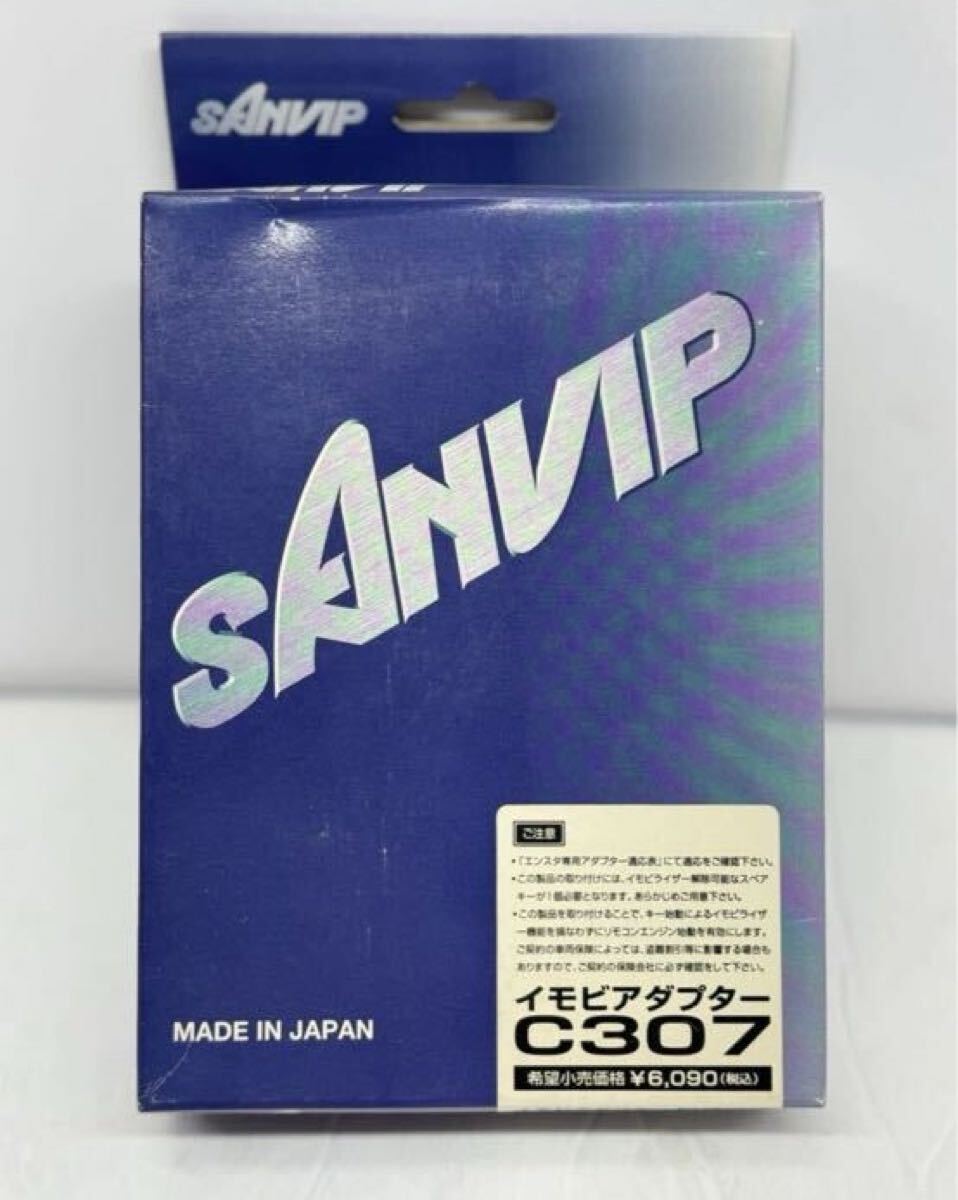 SANVIP
SANVIP
MADE IN JAPAN
ご注意
・「エンスタ専用アダプター適応表」にて適応をご確認下さい。
・この製品の取り付けには、イモビライザー解除可能なスペア
キーが1個必要となります。あらかじめご用意下さい。
・この製品を取り付けることで、キー始動によるイモビライザ
ー機能を損なわずにリモコンエンジン始動を有効にします。
ご契約の車両保険によっては、盗難割引等に影響する場合も
ありますので、ご契約の保険会社に必ず確認をして下さい。
イモビアダプター
C307
希望小売価格 ¥6,090(税込)